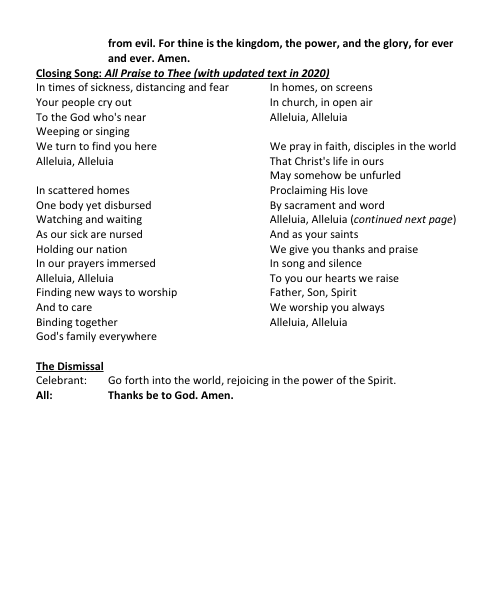 from evil. For thine is the kingdom, the power, and the glory, for ever
and ever. Amen.
Closing Song: All Praise to Thee (with updated text in 2020)
In times of sickness, distancing and fear
Your people cry out
To the God who's near
Weeping or singing
We turn to find you here
Alleluia, Alleluia
In scattered homes
One body yet disbursed
Watching and waiting
As our sick are nursed
Holding our nation
In our prayers immersed
Alleluia, Alleluia
Finding new ways to worship
And to care
Binding together
God's family everywhere
In homes, on screens
In church, in open air
Alleluia, Alleluia
We pray in faith, disciples in the world
That Christ's life in ours
May somehow be unfurled
Proclaiming His love
By sacrament and word
Alleluia, Alleluia (continued next page)
And as your saints
We give you thanks and praise
In song and silence
To you our hearts we raise
Father, Son, Spirit
We worship you always
Alleluia, Alleluia
The Dismissal
Celebrant: Go forth into the world, rejoicing in the power of the Spirit.
All: Thanks be to God. Amen.